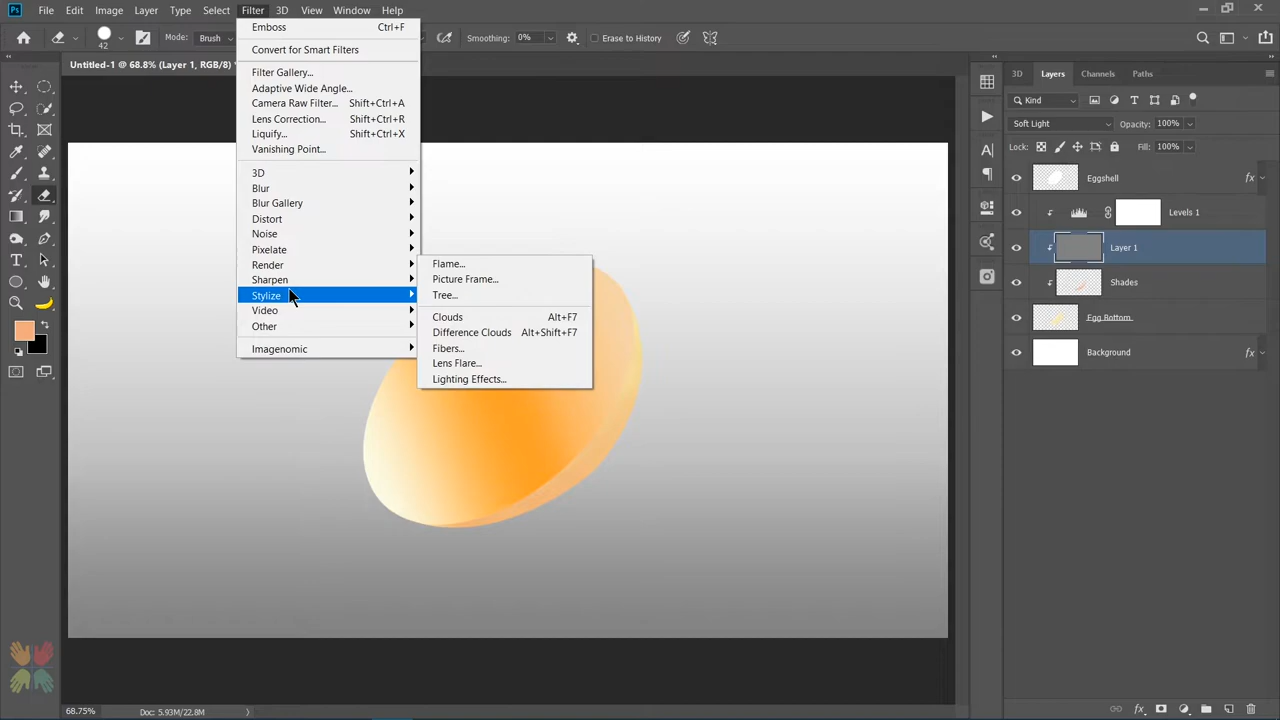 Ps File Edit Image Layer Type Select Filter 3D View Window Help
42 Mode: Brush Smoothing: 0% Erase to History
Untitled-1 @ 68.8% (Layer 1, RGB/8)
Emboss Ctrl+F
Convert for Smart Filters
Filter Gallery...
Adaptive Wide Angle...
Camera Raw Filter... Shift+Ctrl+A
Lens Correction... Shift+Ctrl+R
Liquify... Shift+Ctrl+X
Vanishing Point...
3D
Blur
Blur Gallery
Distort
Noise
Pixelate
Render
Sharpen
Stylize
Video
Other
Imagenomic
Flame...
Picture Frame...
Tree...
Clouds Alt+F7
Difference Clouds Alt+Shift+F7
Fibers...
Lens Flare...
Lighting Effects...
3D Layers Channels Paths
Kind
Soft Light Opacity: 100%
Lock: Fill: 100%
Eggshell fx
Levels 1
Layer 1
Shades
Egg Bottom
Background fx
68.75% Doc: 5.93M/22.8M